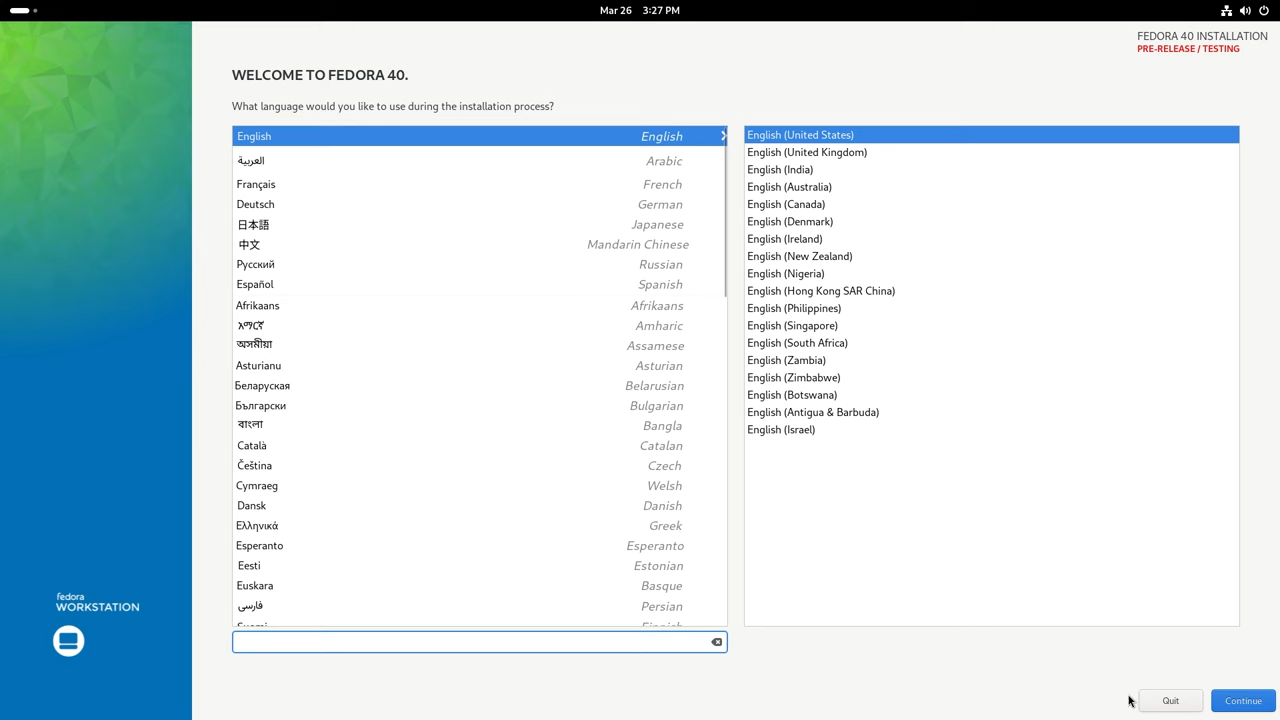 Mar 26 3:27 PM
FEDORA 40 INSTALLATION
PRE-RELEASE / TESTING
WELCOME TO FEDORA 40.
What language would you like to use during the installation process?
English English
العربية Arabic
Français French
Deutsch German
日本語 Japanese
中文 Mandarin Chinese
Русский Russian
Español Spanish
Afrikaans Afrikaans
አማርኛ Amharic
অসমীয়া Assamese
Asturianu Asturian
Беларуская Belarusian
Български Bulgarian
বাংলা Bangla
Català Catalan
Čeština Czech
Cymraeg Welsh
Dansk Danish
Ελληνικά Greek
Esperanto Esperanto
Eesti Estonian
Euskara Basque
فارسی Persian
Suomi Finnish
English (United States)
English (United Kingdom)
English (India)
English (Australia)
English (Canada)
English (Denmark)
English (Ireland)
English (New Zealand)
English (Nigeria)
English (Hong Kong SAR China)
English (Philippines)
English (Singapore)
English (South Africa)
English (Zambia)
English (Zimbabwe)
English (Botswana)
English (Antigua & Barbuda)
English (Israel)
fedora
WORKSTATION
Quit
Continue